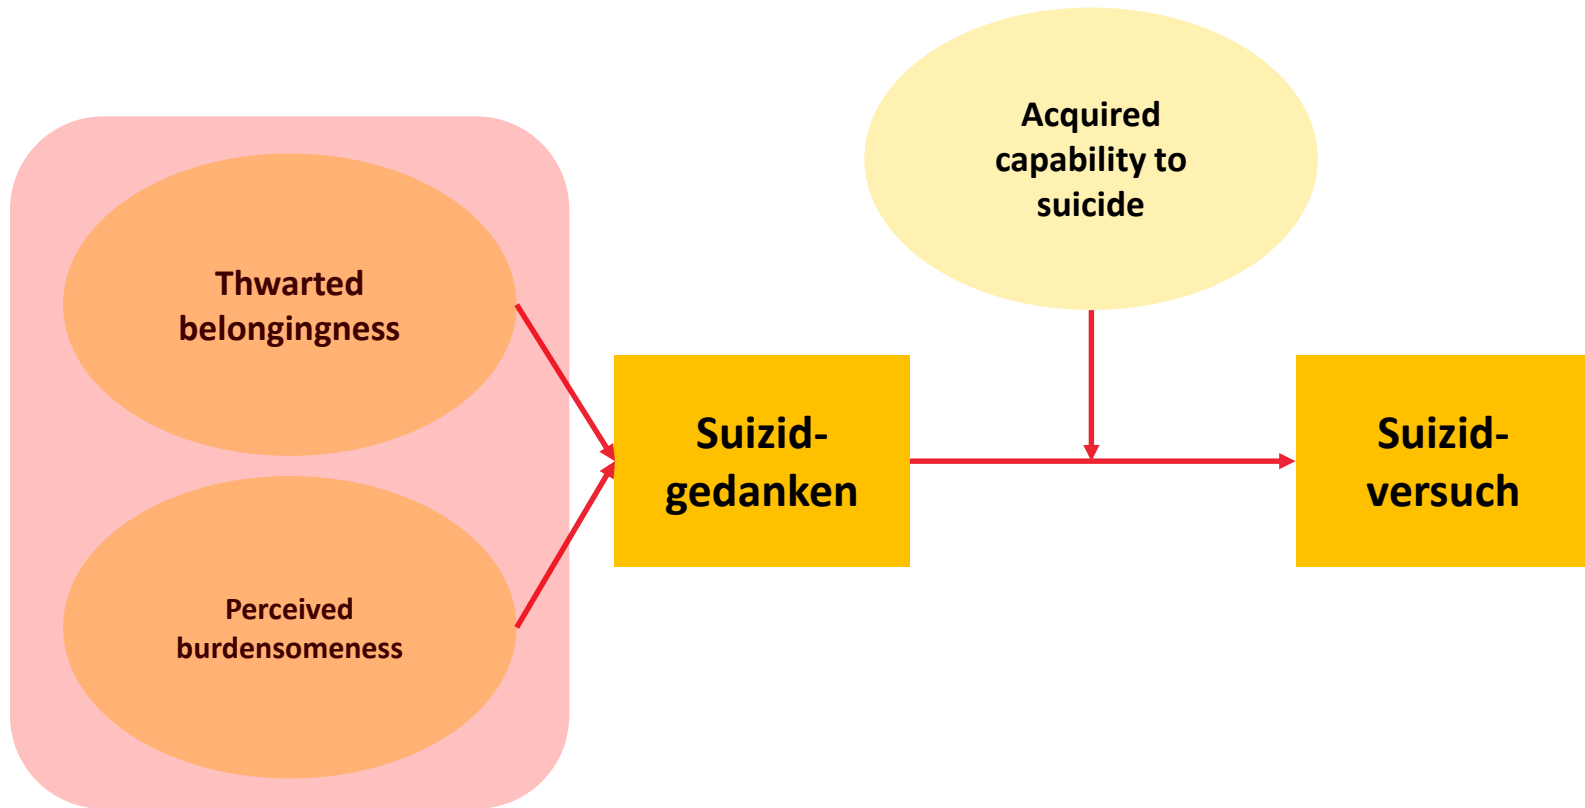 Acquired
capability to
suicide
Thwarted
belongingness
Suizid-
gedanken
Suizid-
versuch
Perceived
burdensomeness